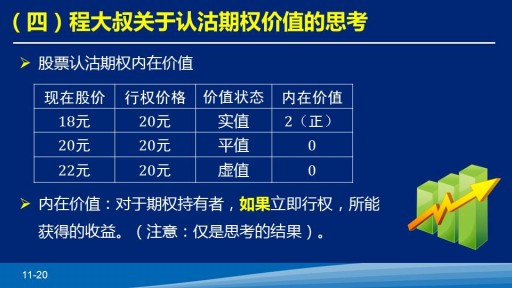 （四）程大叔关于认沽期权价值的思考
➢ 股票认沽期权内在价值
现在股价 行权价格 价值状态 内在价值
18元 20元 实值 2（正）
20元 20元 平值 0
22元 20元 虚值 0
➢ 内在价值：对于期权持有者，如果立即行权，所能
获得的收益。（注意：仅是思考的结果）。
11-20